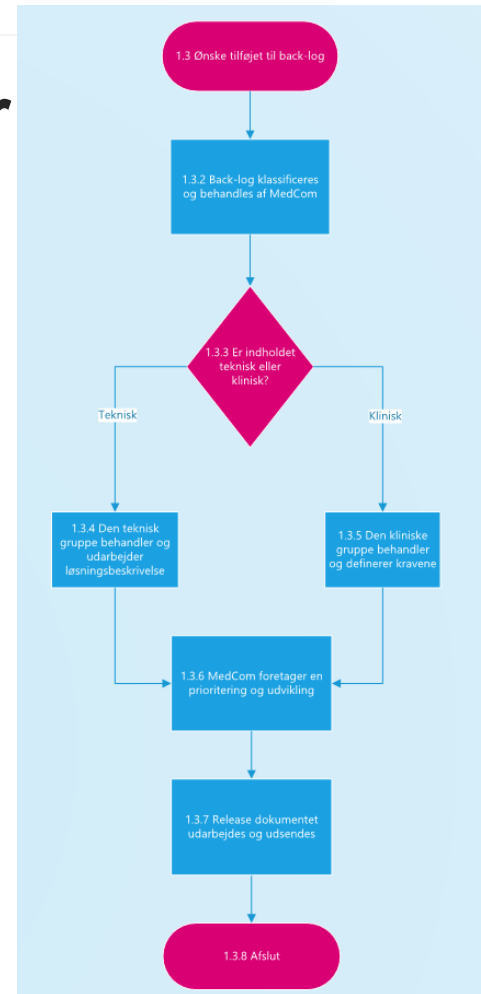 1.3 Ønske tilføjet til back-log
r
1.3.2 Back-log klassificeres
og behandles af MedCom
1.3.3 Er indholdet
teknisk eller
klinisk?
Teknisk
Klinisk
1.3.4 Den teknisk
gruppe behandler og
udarbejder
løsningsbeskrivelse
1.3.5 Den kliniske
gruppe behandler
og definerer kravene
1.3.6 MedCom foretager en
prioritering og udvikling
1.3.7 Release dokumentet
udarbejdes og udsendes
1.3.8 Afslut